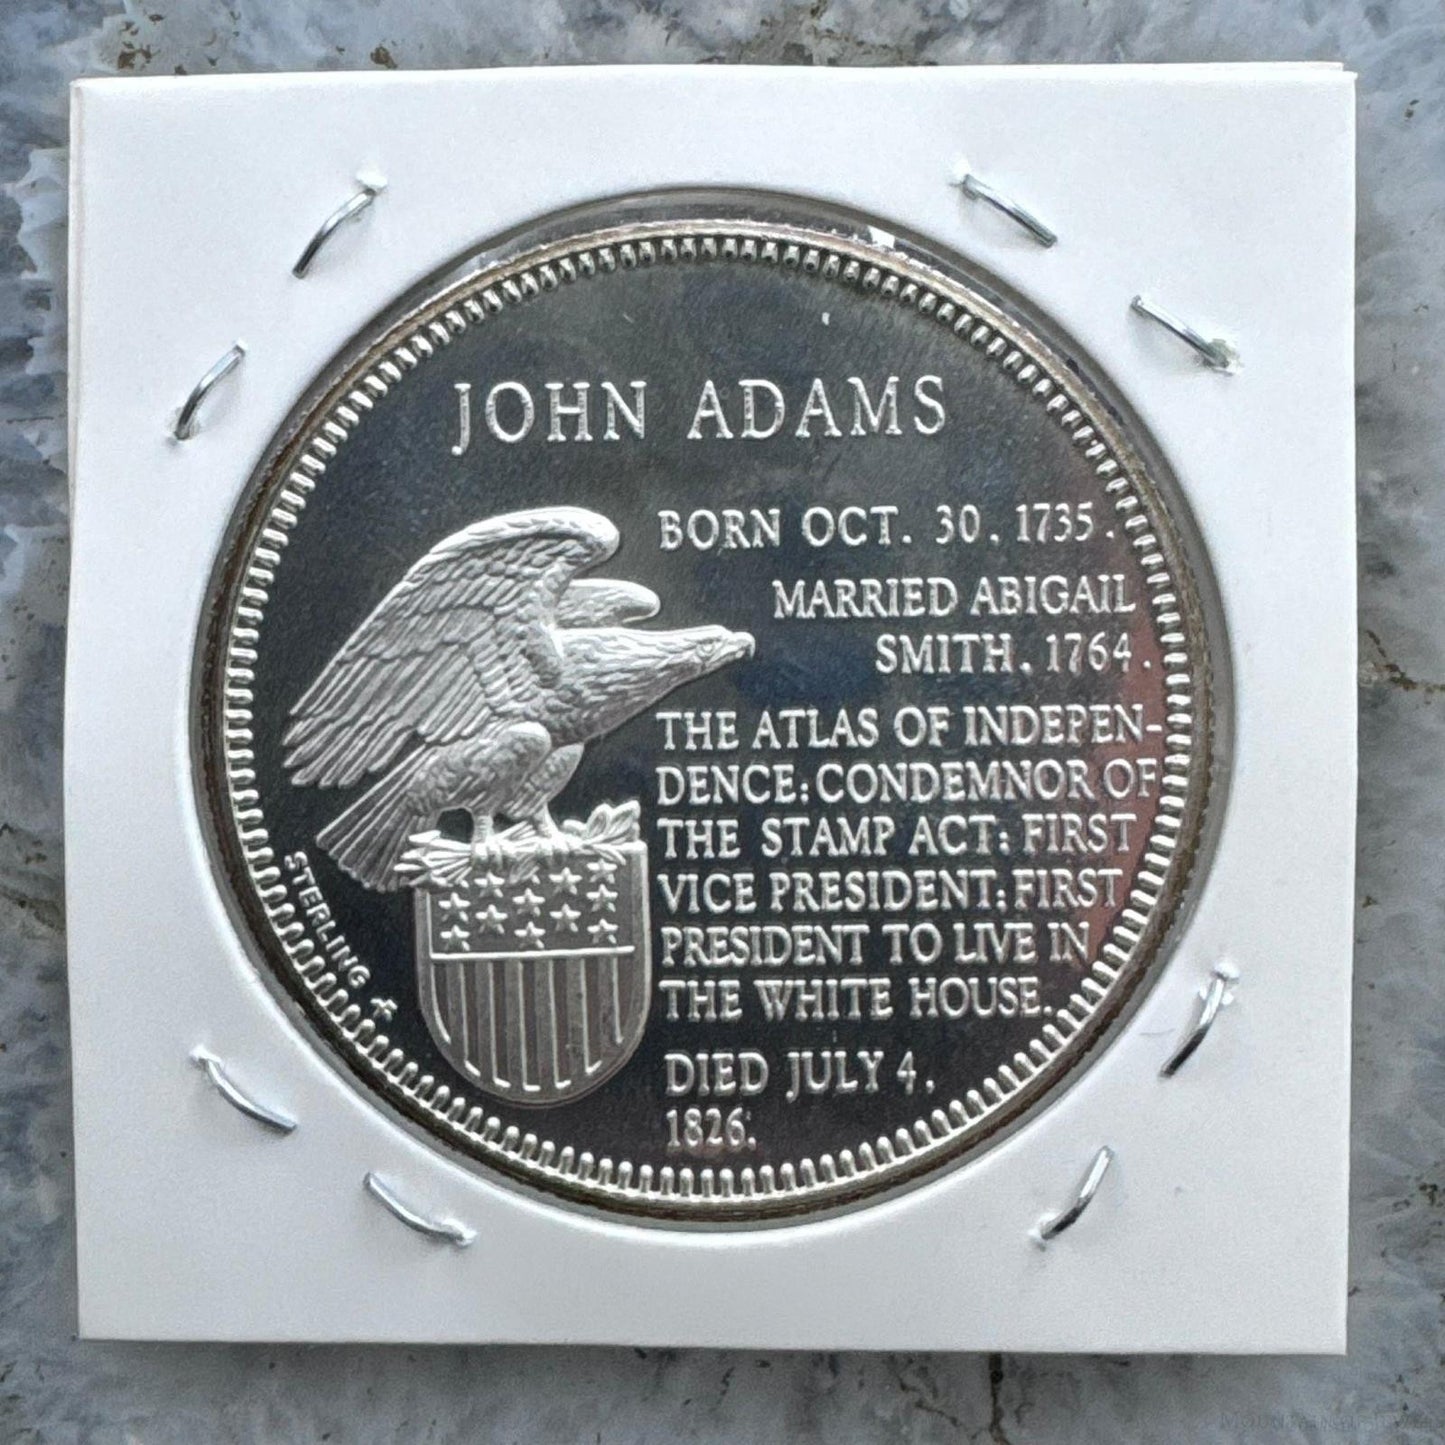 JOHN ADAMS
BORN OCT. 30. 1735.
MARRIED ABIGAIL
SMITH. 1764.
THE ATLAS OF INDEPEN-
DENCE: CONDEMNOR OF
THE STAMP ACT: FIRST
VICE PRESIDENT: FIRST
PRESIDENT TO LIVE IN
THE WHITE HOUSE.
DIED JULY 4.
1826.
STERLING